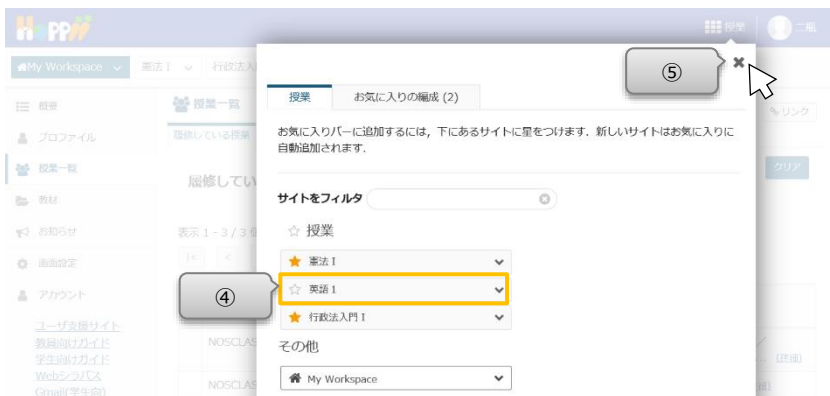 HOPPII
授業
二瓶
My Workspace
憲法 I
行政法入
⑤
授業
お気に入りの編成 (2)
概要
授業一覧
リンク
プロファイル
履修している授業
お気に入りバーに追加するには，下にあるサイトに星をつけます．新しいサイトはお気に入りに
自動追加されます．
授業一覧
クリア
履修してい
教材
サイトをフィルタ
お知らせ
表示 1 - 3 / 3
授業
画面設定
憲法 I
アカウント
④
英語 1
行政法入門 I
ユーザ支援サイト
教員向けガイド
NOSCLAS
その他
学生向けガイド
Webシラバス
My Workspace
NOSCLAS
Gmail(学生向)